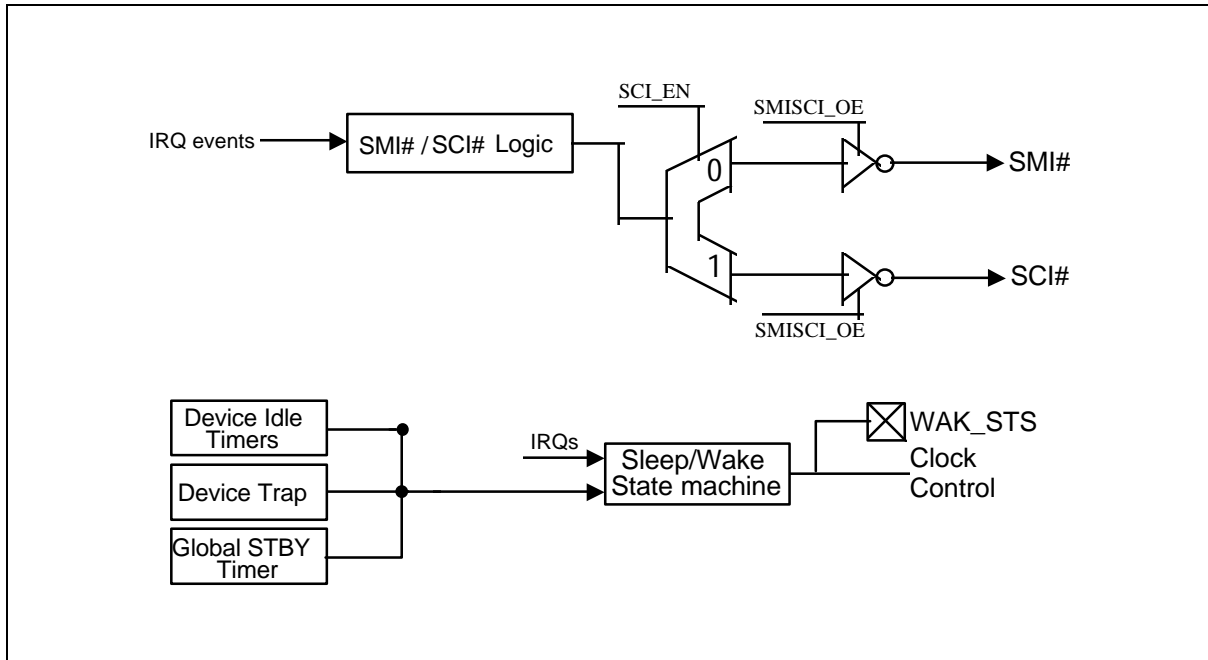 SCI_EN
SMISCI_OE
IRQ events
SMI# / SCI# Logic
0
SMI#
1
SCI#
SMISCI_OE
Device Idle
Timers
Device Trap
Global STBY
Timer
IRQs
Sleep/Wake
State machine
WAK_STS
Clock
Control